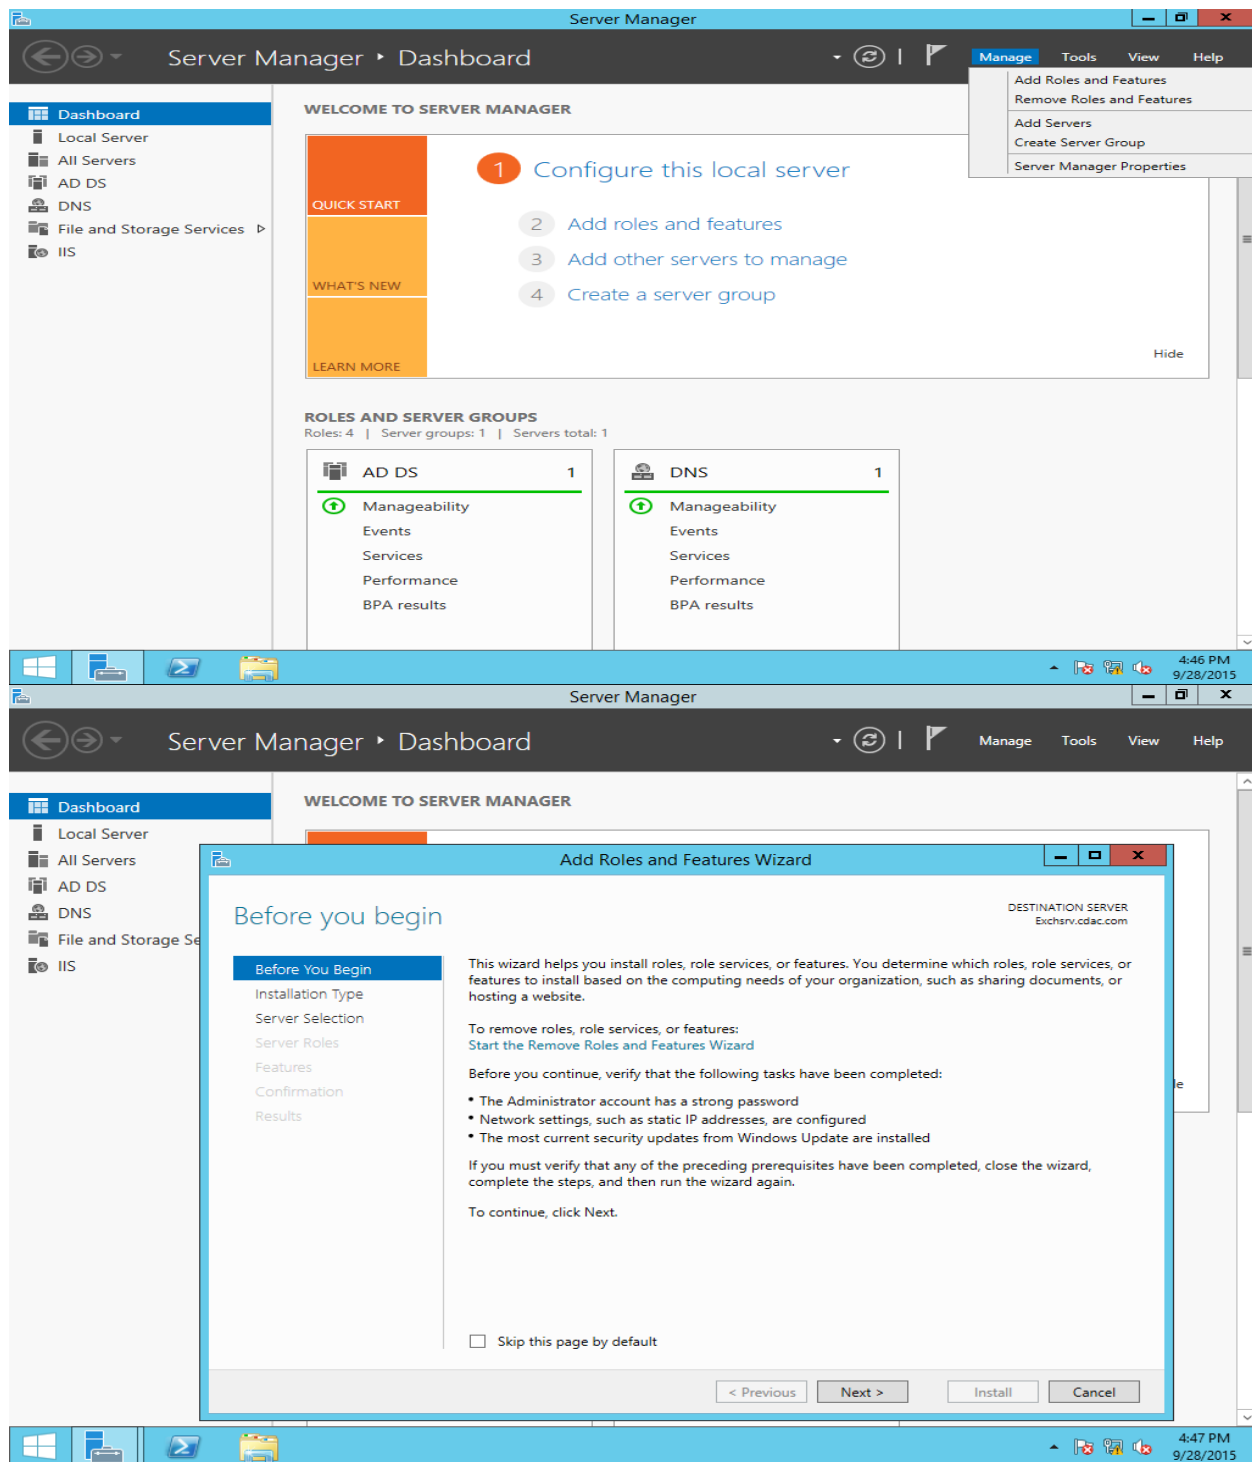 Server Manager
Server Manager ‣ Dashboard
Manage Tools View Help
Add Roles and Features
Remove Roles and Features
Add Servers
Create Server Group
Server Manager Properties
Dashboard
Local Server
All Servers
AD DS
DNS
File and Storage Services
IIS
WELCOME TO SERVER MANAGER
QUICK START
WHAT'S NEW
LEARN MORE
1 Configure this local server
2 Add roles and features
3 Add other servers to manage
4 Create a server group
Hide
ROLES AND SERVER GROUPS
Roles: 4 | Server groups: 1 | Servers total: 1
AD DS 1
Manageability
Events
Services
Performance
BPA results
DNS 1
Manageability
Events
Services
Performance
BPA results
4:46 PM
9/28/2015
Server Manager
Server Manager ‣ Dashboard
Manage Tools View Help
Dashboard
Local Server
All Servers
AD DS
DNS
File and Storage Se
IIS
WELCOME TO SERVER MANAGER
Add Roles and Features Wizard
Before you begin
DESTINATION SERVER
Exchsrv.cdac.com
Before You Begin
Installation Type
Server Selection
Server Roles
Features
Confirmation
Results
This wizard helps you install roles, role services, or features. You determine which roles, role services, or
features to install based on the computing needs of your organization, such as sharing documents, or
hosting a website.
To remove roles, role services, or features:
Start the Remove Roles and Features Wizard
Before you continue, verify that the following tasks have been completed:
• The Administrator account has a strong password
• Network settings, such as static IP addresses, are configured
• The most current security updates from Windows Update are installed
If you must verify that any of the preceding prerequisites have been completed, close the wizard,
complete the steps, and then run the wizard again.
To continue, click Next.
Skip this page by default
< Previous
Next >
Install
Cancel
le
4:47 PM
9/28/2015